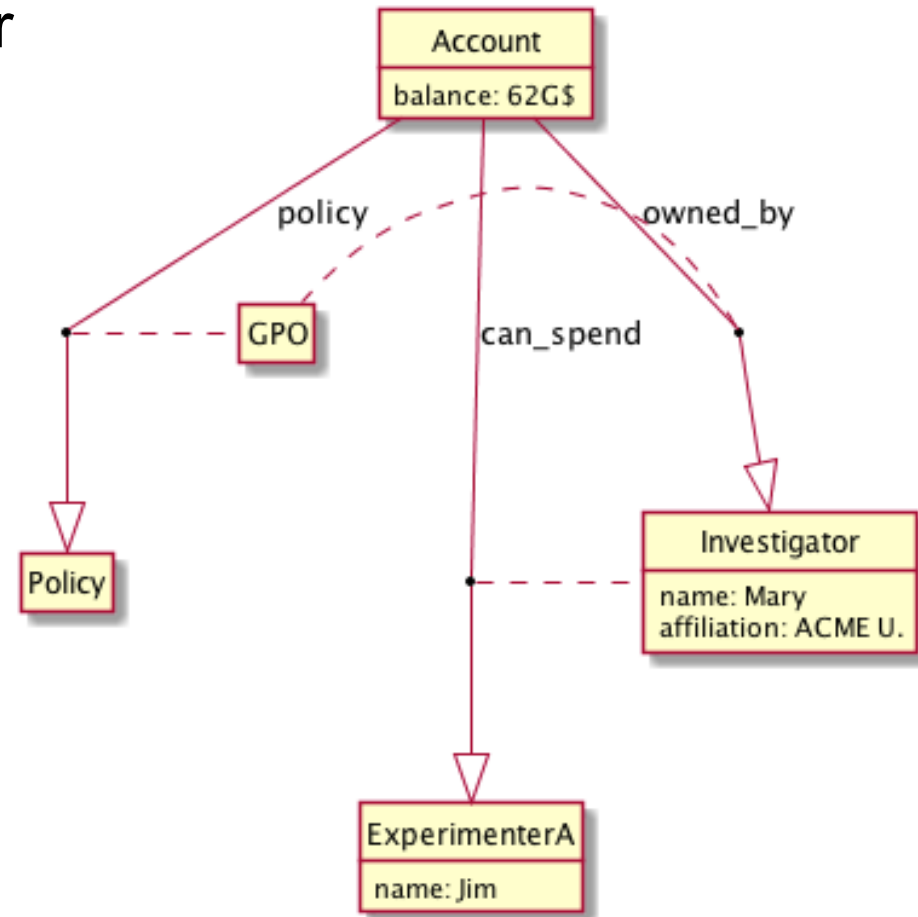 r
Account
balance: 62G$
policy
owned_by
GPO
can_spend
Investigator
name: Mary
affiliation: ACME U.
Policy
ExperimenterA
name: Jim